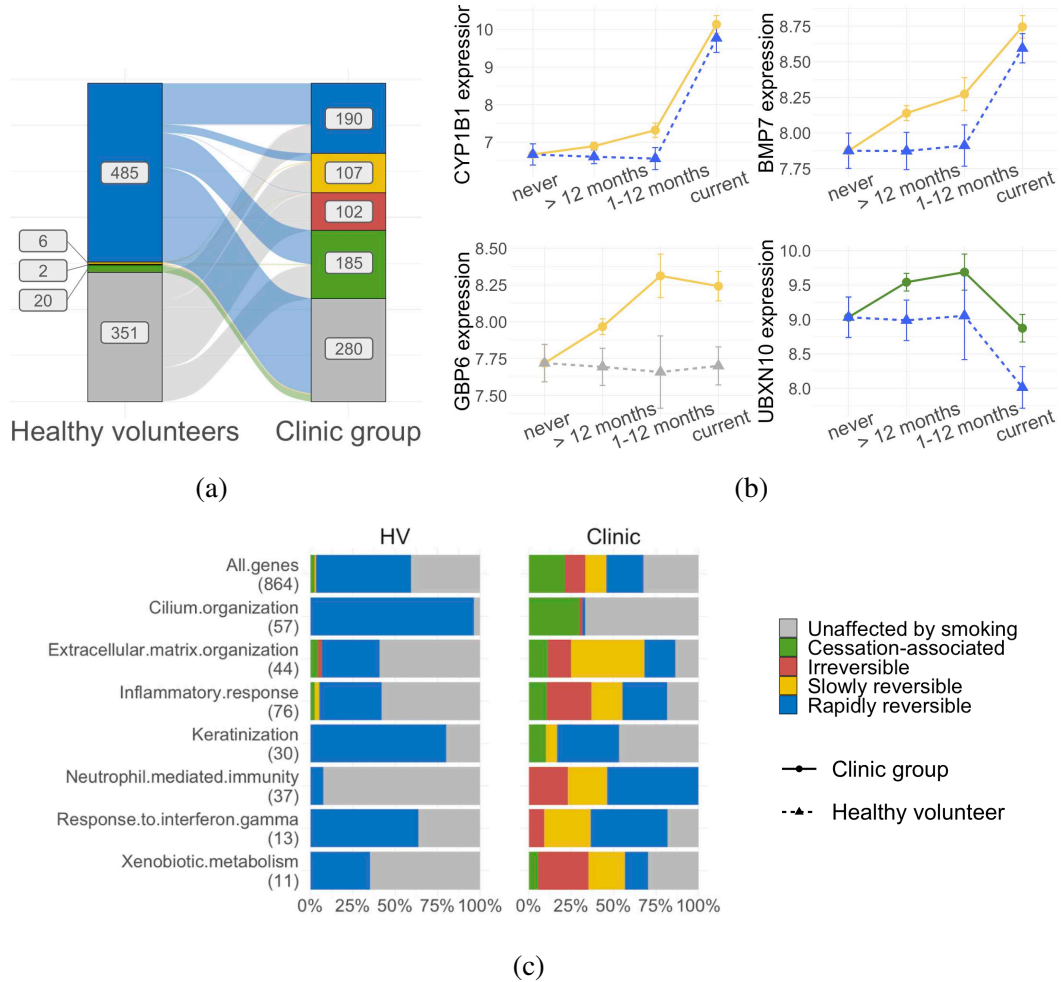 485
6
2
20
351
190
107
102
185
280
Healthy volunteers
Clinic group
(a)
CYP1B1 expression
10
9
8
7
never
> 12 months
1-12 months
current
BMP7 expression
8.75
8.50
8.25
8.00
7.75
never
> 12 months
1-12 months
current
GBP6 expression
8.50
8.25
8.00
7.75
7.50
never
> 12 months
1-12 months
current
UBXN10 expression
10.0
9.5
9.0
8.5
8.0
never
> 12 months
1-12 months
current
(b)
HV
Clinic
All.genes
(864)
Cilium.organization
(57)
Extracellular.matrix.organization
(44)
Inflammatory.response
(76)
Keratinization
(30)
Neutrophil.mediated.immunity
(37)
Response.to.interferon.gamma
(13)
Xenobiotic.metabolism
(11)
0% 25% 50% 75% 100%
0% 25% 50% 75% 100%
Unaffected by smoking
Cessation-associated
Irreversible
Slowly reversible
Rapidly reversible
Clinic group
Healthy volunteer
(c)